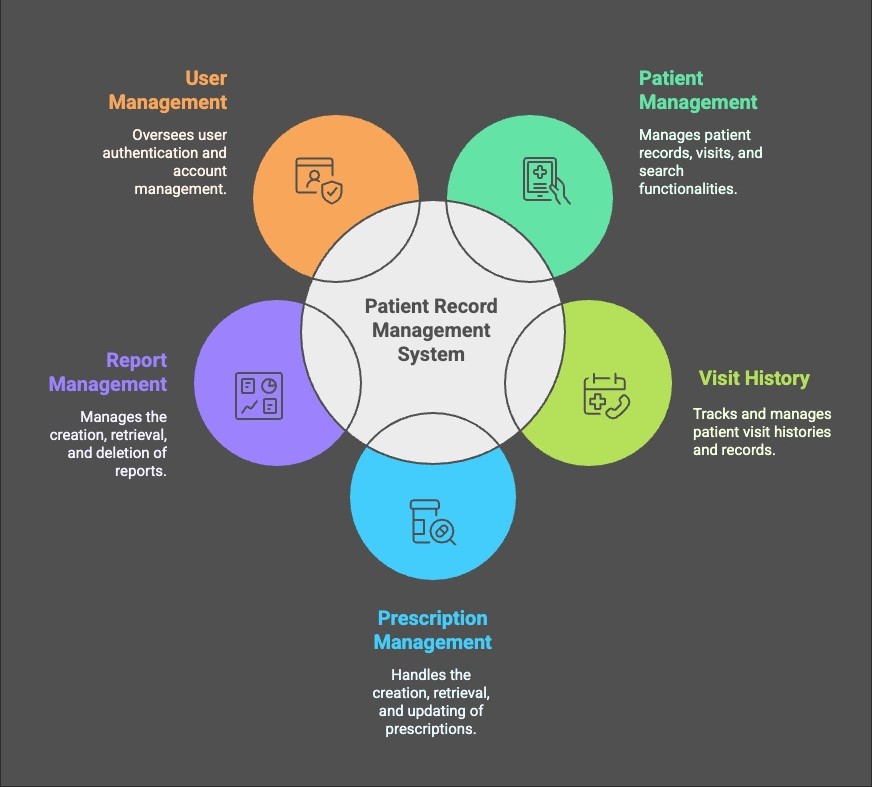 User
Management
Oversees user
authentication and
account
management.
Patient
Management
Manages patient
records, visits, and
search
functionalities.
Patient Record
Management
System
Report
Management
Manages the
creation, retrieval,
and deletion of
reports.
Visit History
Tracks and manages
patient visit histories
and records.
Prescription
Management
Handles the
creation, retrieval,
and updating of
prescriptions.